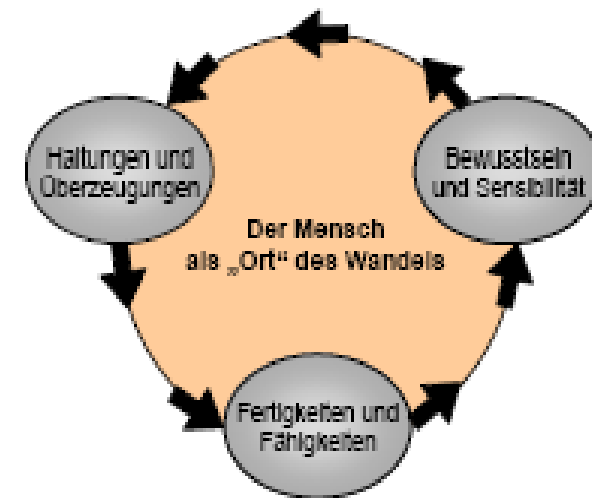 Haltungen und
Überzeugungen
Bewusstsein
und Sensibilität
Der Mensch
als „Ort“ des Wandels
Fertigkeiten und
Fähigkeiten